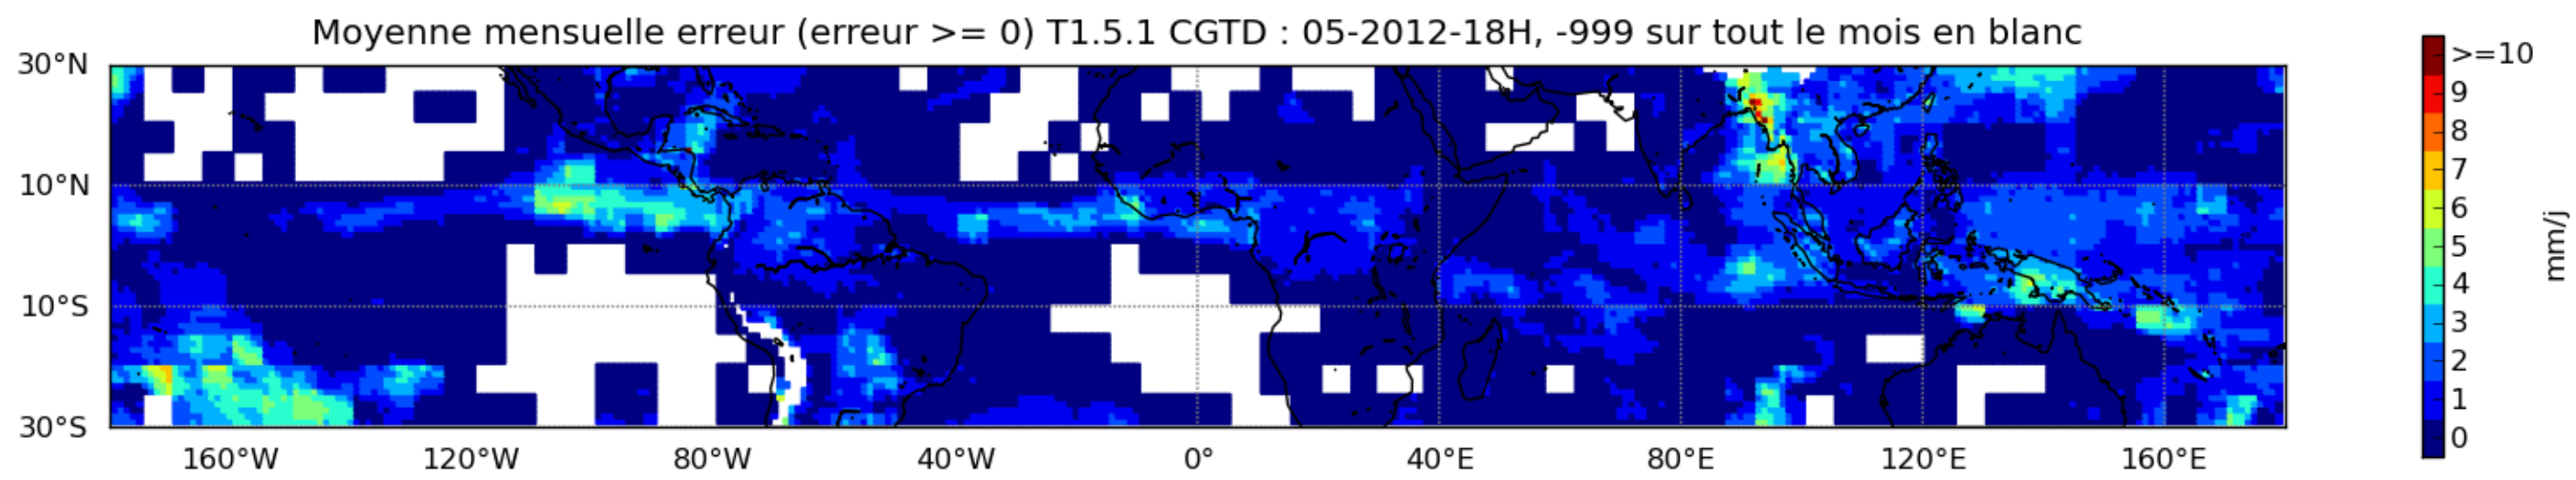 Moyenne mensuelle erreur (erreur >= 0) T1.5.1 CGTD : 05-2012-18H, -999 sur tout le mois en blanc
30°N
10°N
10°S
30°S
160°W 120°W 80°W 40°W 0° 40°E 80°E 120°E 160°E
>=10
9
8
7
6
5
4
3
2
1
0
mm/j